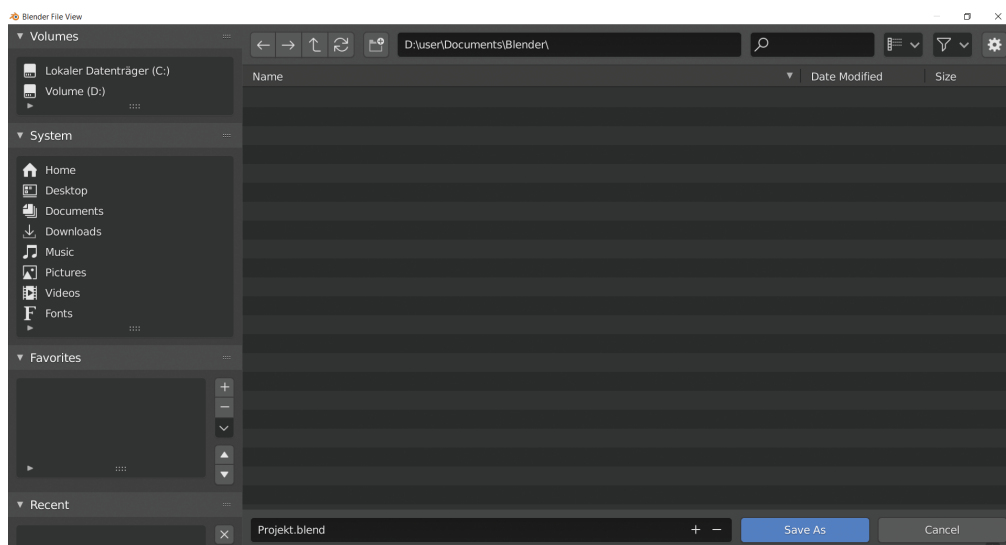 Blender File View
Volumes
Lokaler Datenträger (C:)
Volume (D:)
System
Home
Desktop
Documents
Downloads
Music
Pictures
Videos
Fonts
Favorites
Recent
D:\user\Documents\Blender\
Name Date Modified Size
Projekt.blend
Save As
Cancel